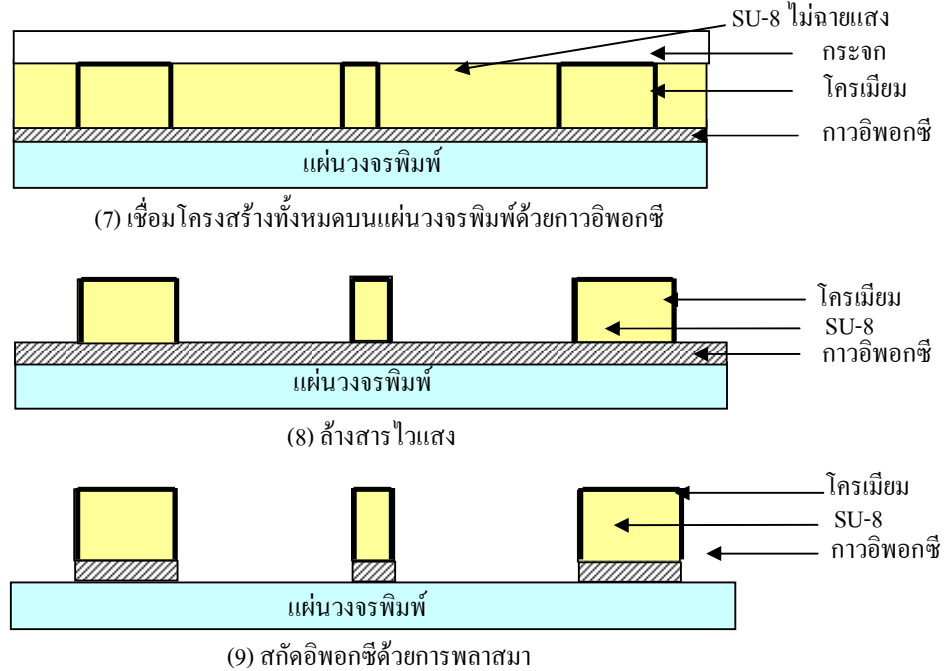 SU-8 ไม่ฉายแสง
กระจก
โครเมียม
กาวอิพอกซี
แผ่นวงจรพิมพ์
(7) เชื่อมโครงสร้างทั้งหมดบนแผ่นวงจรพิมพ์ด้วยกาวอิพอกซี
โครเมียม
SU-8
กาวอิพอกซี
แผ่นวงจรพิมพ์
(8) ล้างสารไวแสง
โครเมียม
SU-8
กาวอิพอกซี
แผ่นวงจรพิมพ์
(9) สกัดอิพอกซีด้วยการพลาสมา